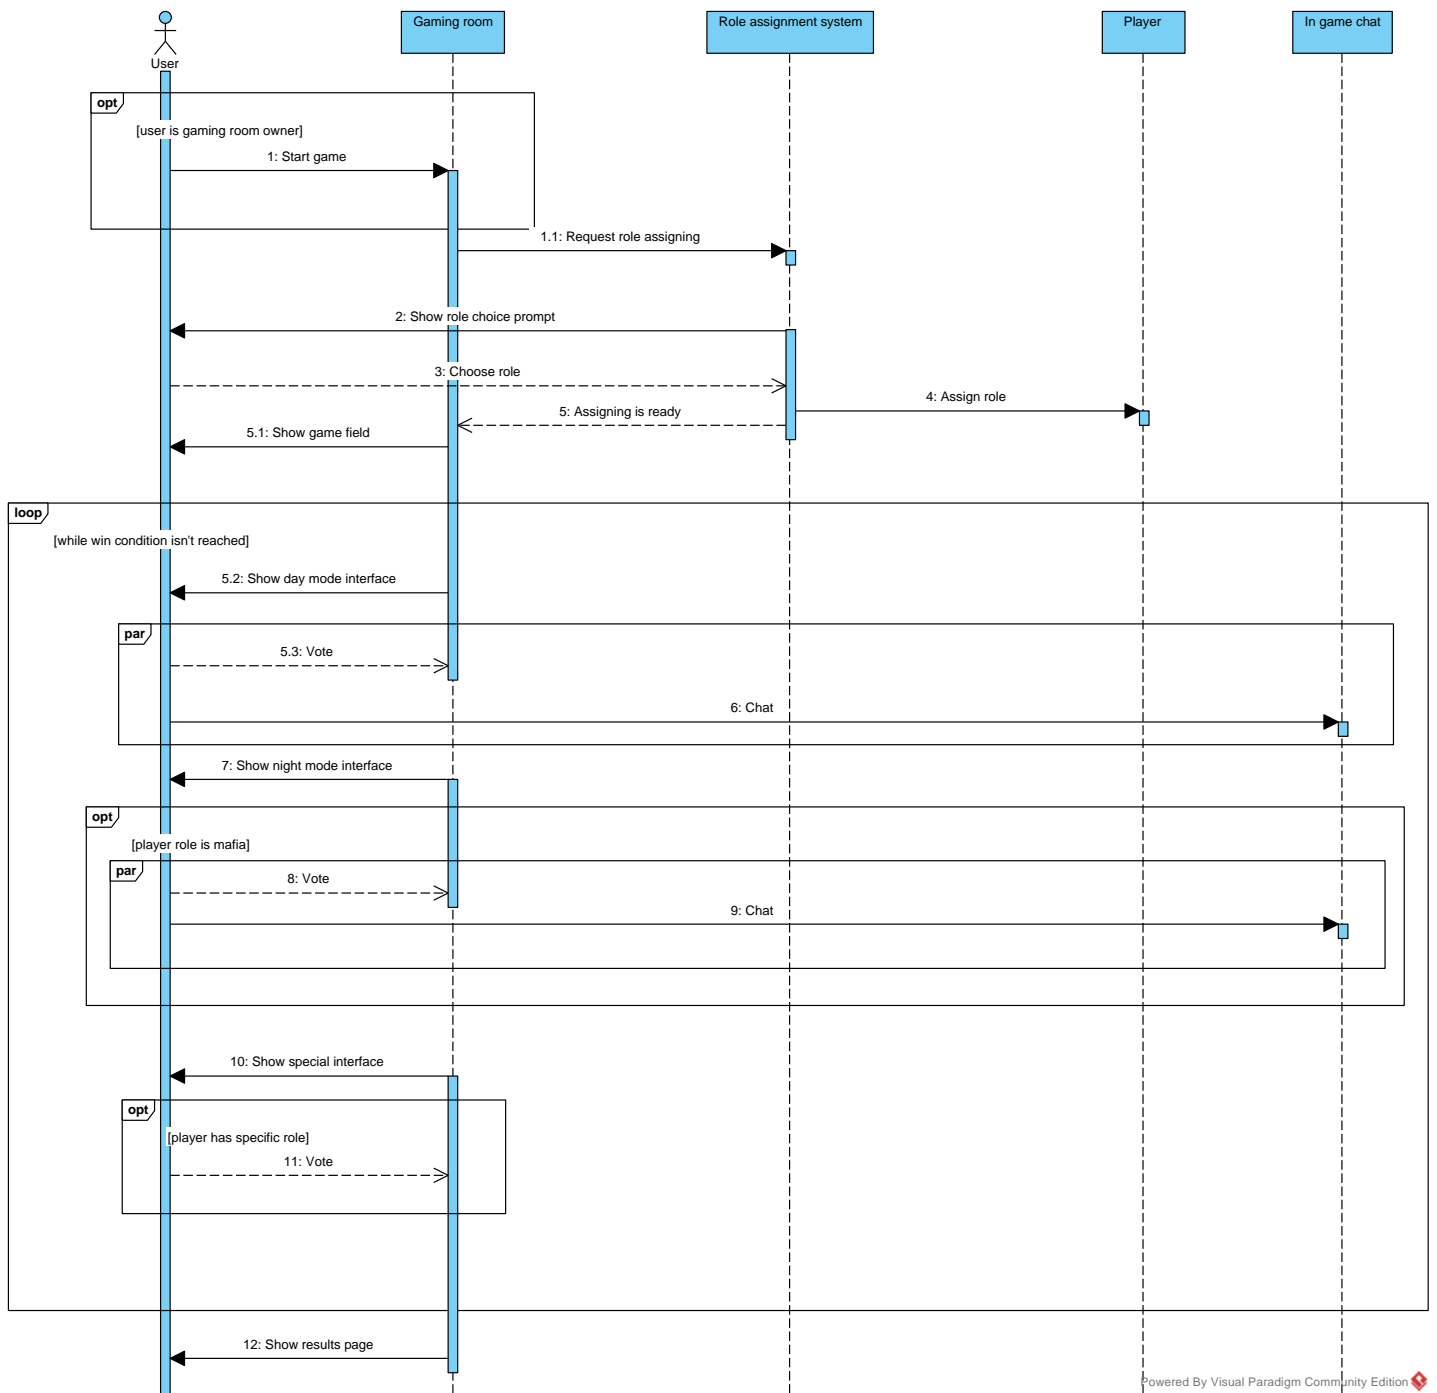 User
Gaming room
Role assignment system
Player
In game chat
opt
[user is gaming room owner]
1: Start game
1.1: Request role assigning
2: Show role choice prompt
3: Choose role
4: Assign role
5: Assigning is ready
5.1: Show game field
loop
[while win condition isn't reached]
5.2: Show day mode interface
par
5.3: Vote
6: Chat
7: Show night mode interface
opt
[player role is mafia]
par
8: Vote
9: Chat
10: Show special interface
opt
[player has specific role]
11: Vote
12: Show results page
Powered By Visual Paradigm Community Edition